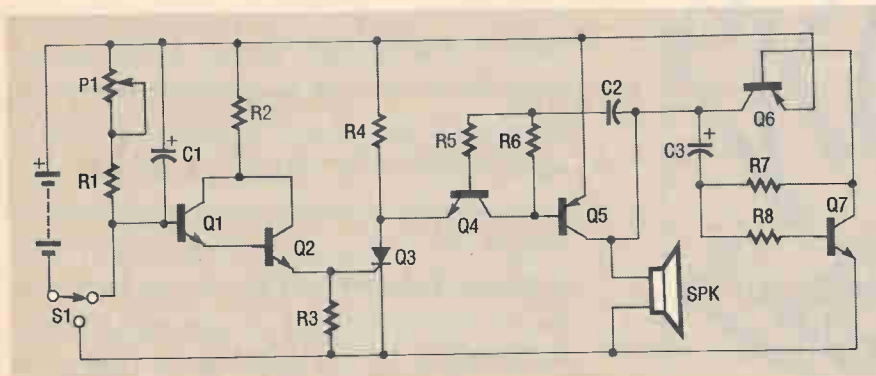 P1
R1
C1
R2
Q1
Q2
R3
R4
Q3
R5
R6
Q4
C2
Q5
SPK
Q6
C3
R7
R8
Q7
S1
+
+
+